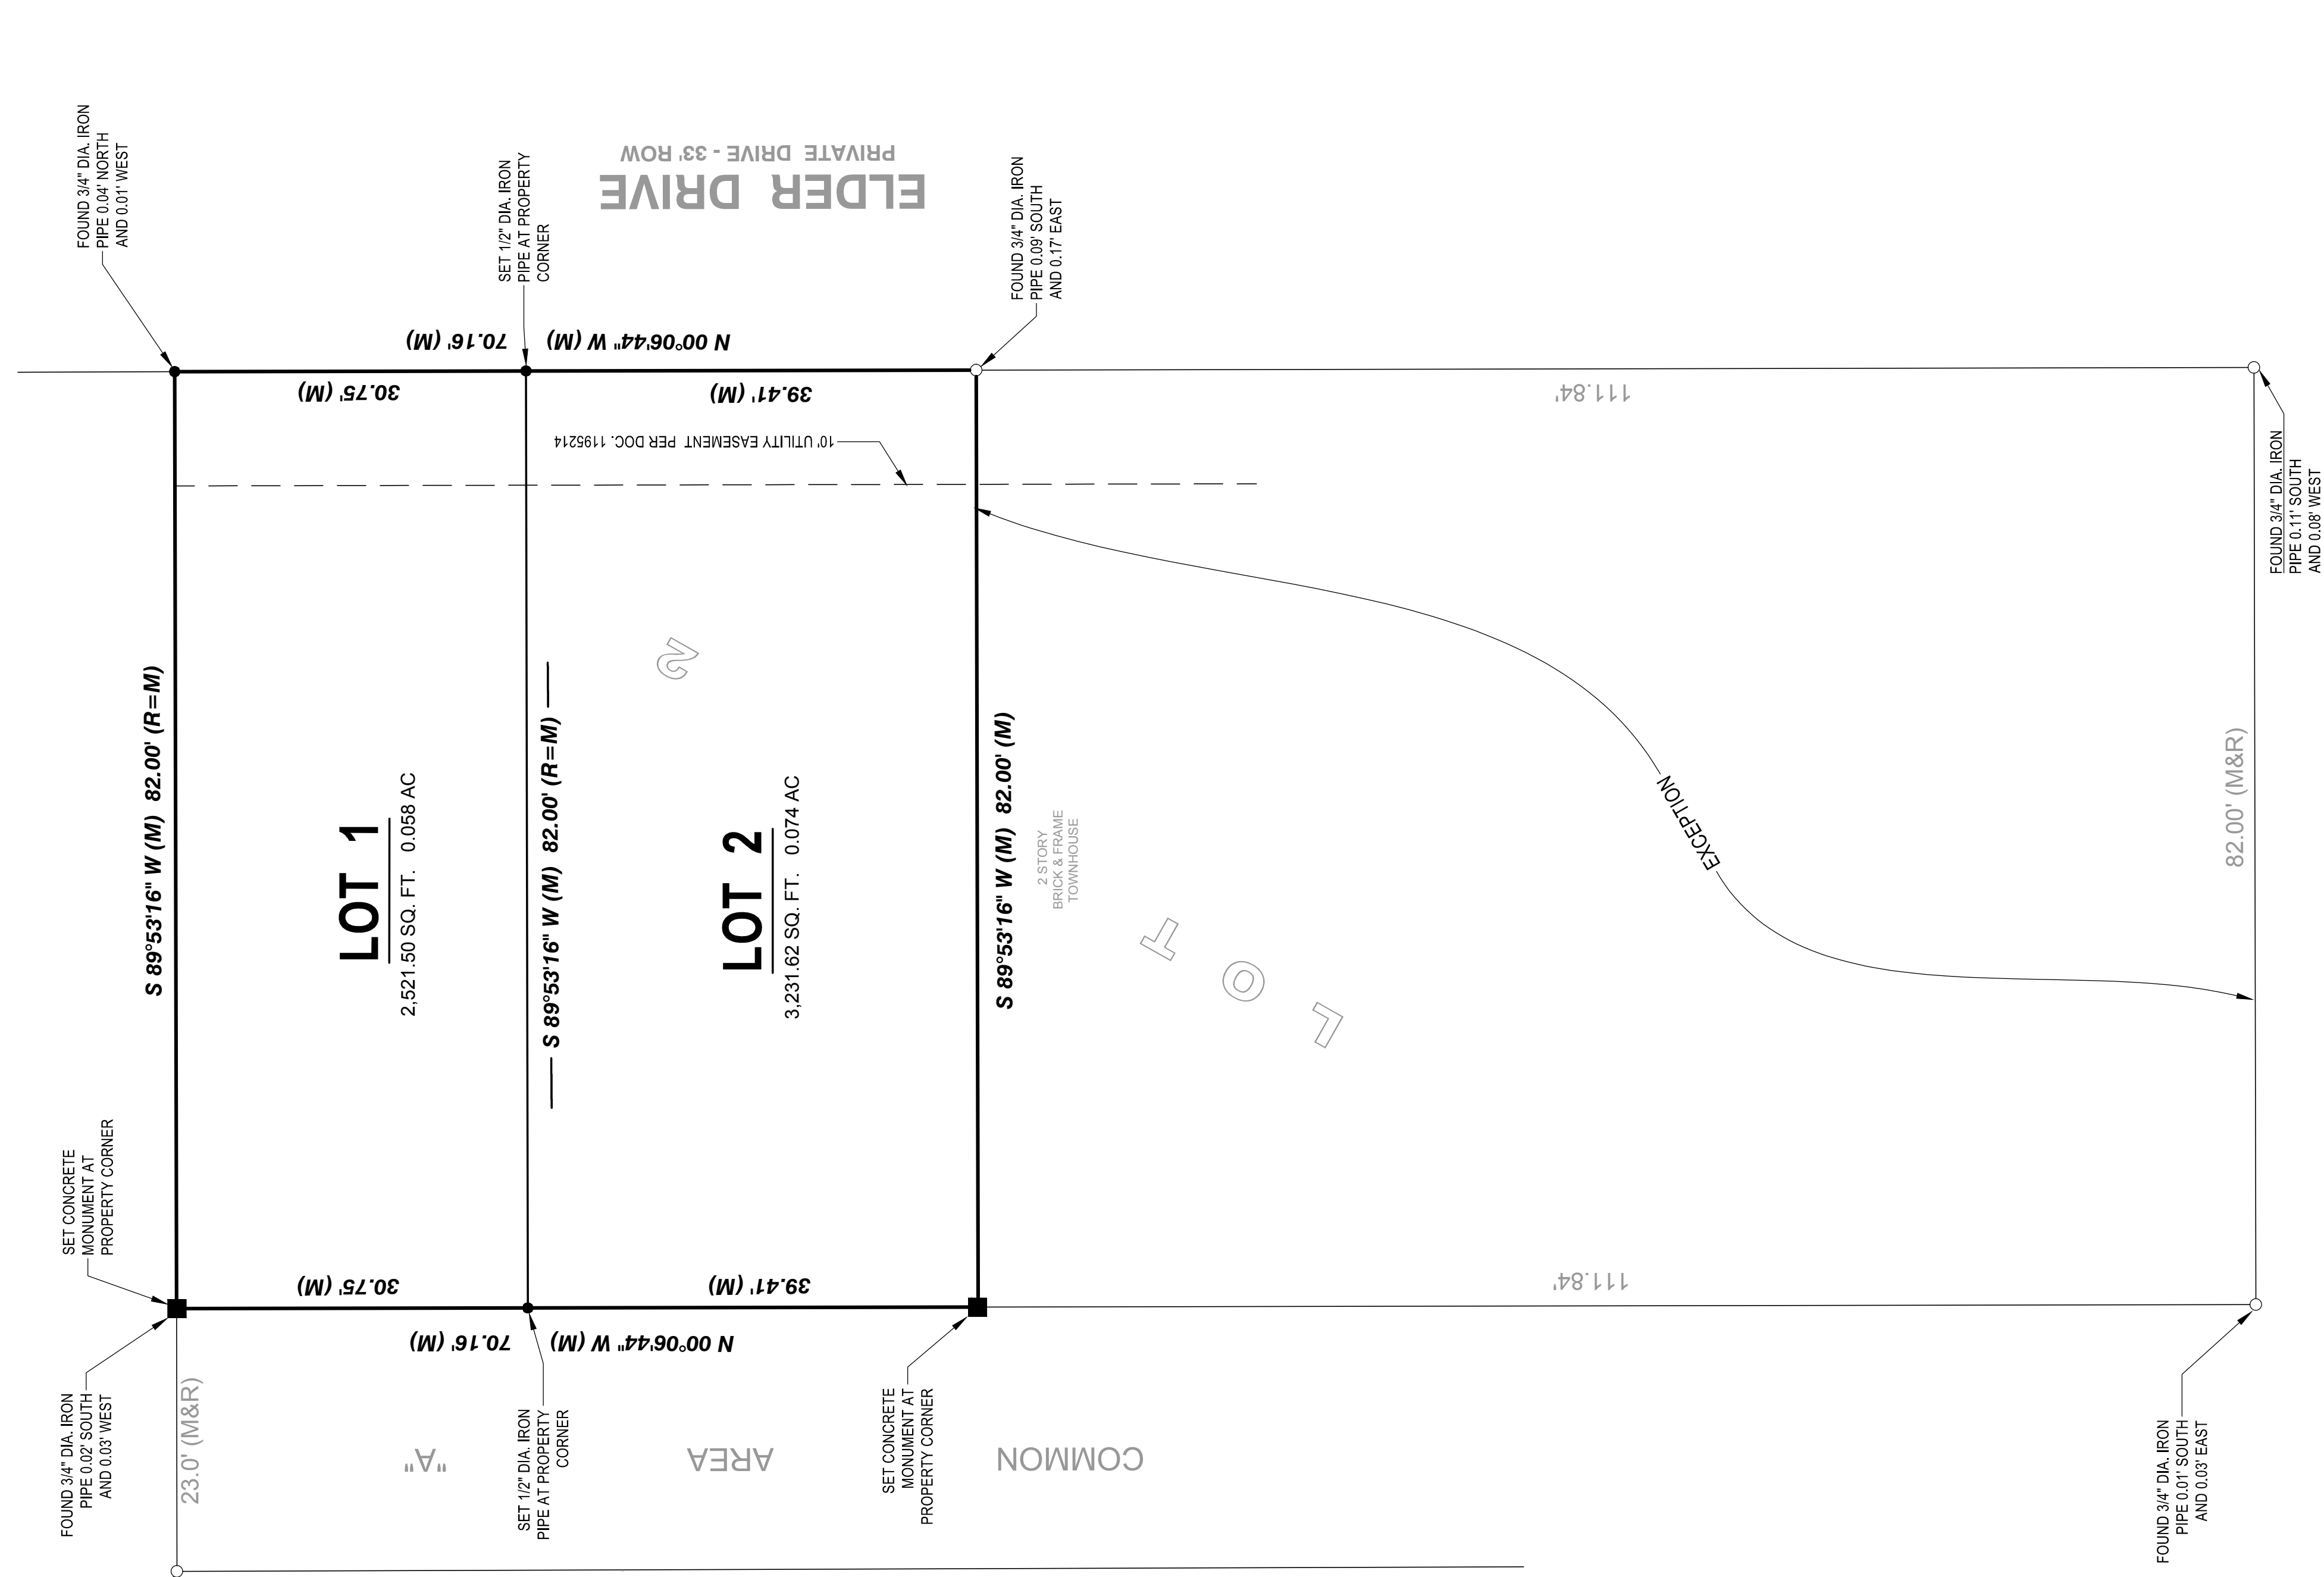 FOUND 3/4" DIA. IRON
PIPE 0.04' NORTH
AND 0.01' WEST
SET 1/2" DIA. IRON
PIPE AT PROPERTY
CORNER
PRIVATE DRIVE - 33' ROW
ELDER DRIVE
FOUND 3/4" DIA. IRON
PIPE 0.09' SOUTH
AND 0.17' EAST
N 00°06'44" W (M) 70.16' (M)
30.75' (M)
39.41' (M)
111.84'
10' UTILITY EASEMENT PER DOC. 1195214
FOUND 3/4" DIA. IRON
PIPE 0.11' SOUTH
AND 0.08' WEST
S 89°53'16" W (M) 82.00' (R=M)
LOT 1
2,521.50 SQ. FT. 0.058 AC
S 89°53'16" W (M) 82.00' (R=M)
LOT 2
3,231.62 SQ. FT. 0.074 AC
S 89°53'16" W (M) 82.00' (M)
2 STORY
BRICK & FRAME
TOWNHOUSE
LOT 2
EXCEPTION
82.00' (M&R)
SET CONCRETE
MONUMENT AT
PROPERTY CORNER
30.75' (M)
39.41' (M)
111.84'
N 00°06'44" W (M) 70.16' (M)
FOUND 3/4" DIA. IRON
PIPE 0.02' SOUTH
AND 0.03' WEST
23.0' (M&R)
SET 1/2" DIA. IRON
PIPE AT PROPERTY
CORNER
SET CONCRETE
MONUMENT AT
PROPERTY CORNER
COMMON AREA "A"
FOUND 3/4" DIA. IRON
PIPE 0.01' SOUTH
AND 0.03' EAST